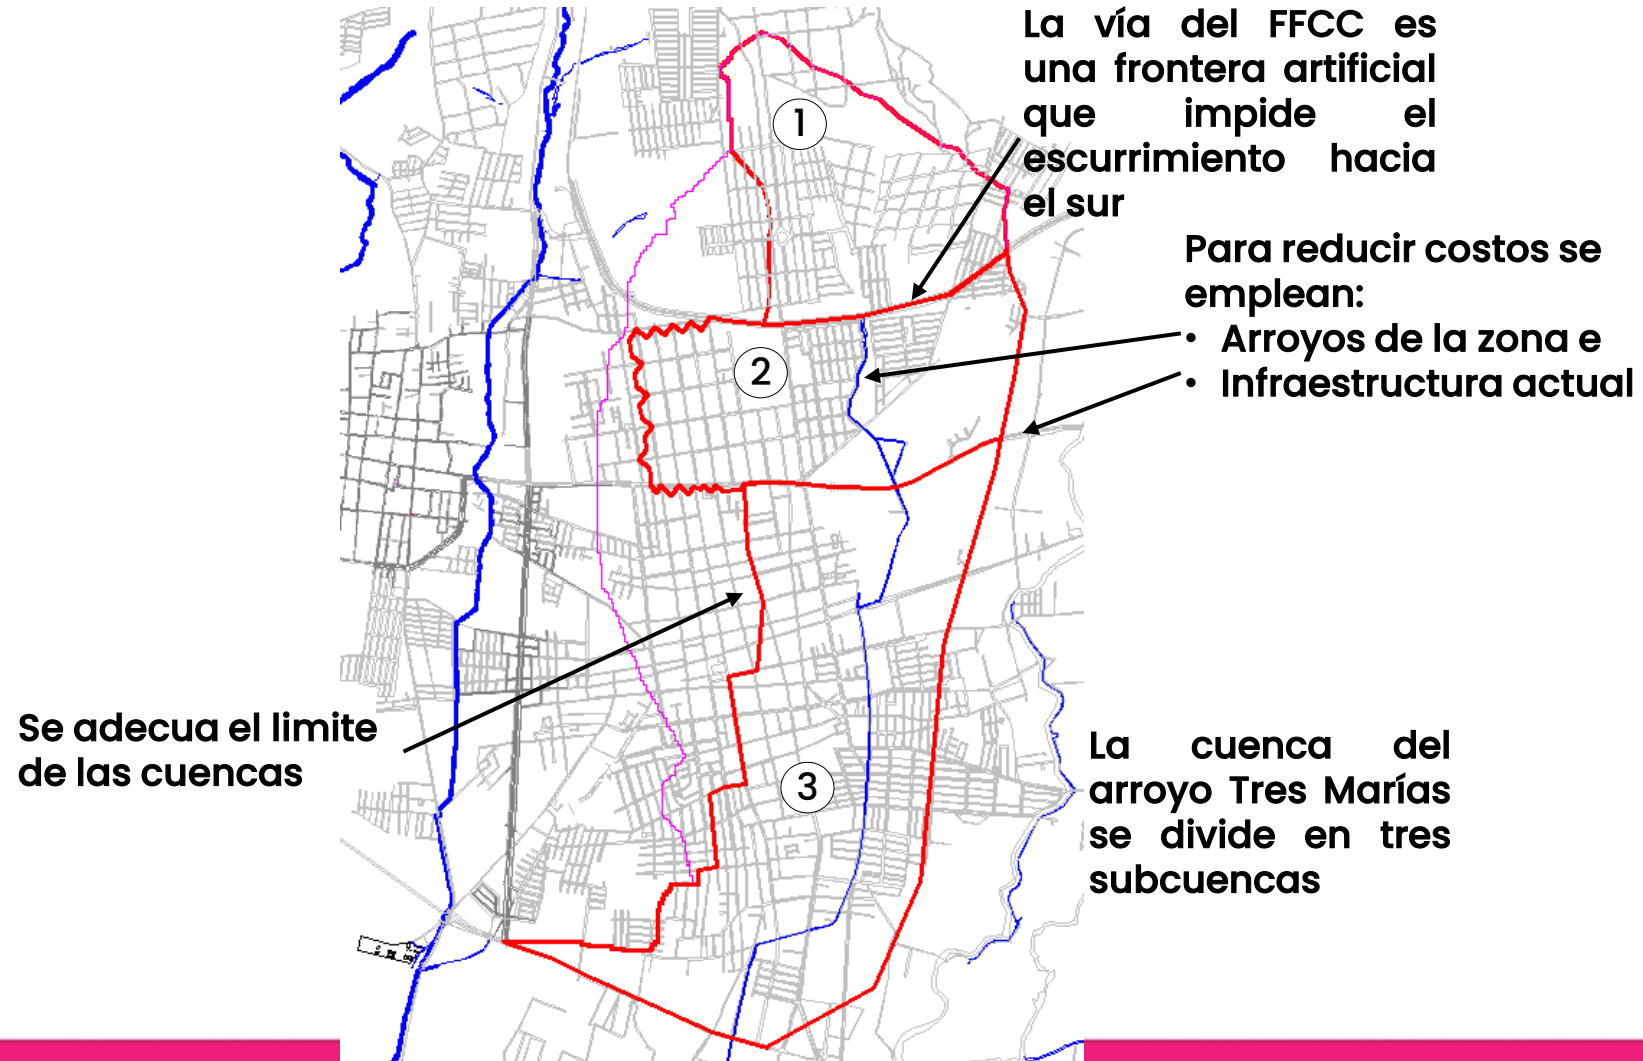 La vía del FFCC es
una frontera artificial
que impide el
escurrimiento hacia
el sur
1
Para reducir costos se
emplean:
• Arroyos de la zona e
• Infraestructura actual
2
Se adecua el limite
de las cuencas
3
La cuenca del
arroyo Tres Marías
se divide en tres
subcuencas